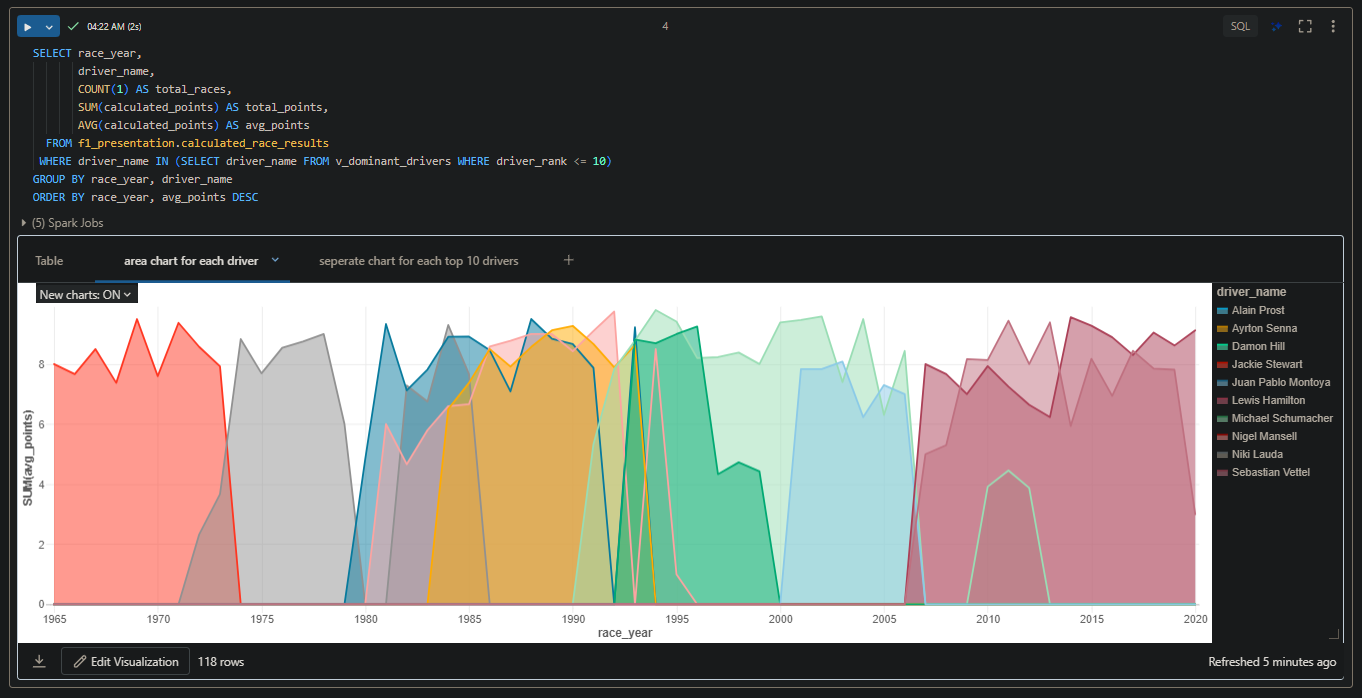 04:22 AM (2s)
4
SQL
SELECT race_year,
driver_name,
COUNT(1) AS total_races,
SUM(calculated_points) AS total_points,
AVG(calculated_points) AS avg_points
FROM f1_presentation.calculated_race_results
WHERE driver_name IN (SELECT driver_name FROM v_dominant_drivers WHERE driver_rank <= 10)
GROUP BY race_year, driver_name
ORDER BY race_year, avg_points DESC
(5) Spark Jobs
Table
area chart for each driver
seperate chart for each top 10 drivers
+
New charts: ON
driver_name
Alain Prost
Ayrton Senna
Damon Hill
Jackie Stewart
Juan Pablo Montoya
Lewis Hamilton
Michael Schumacher
Nigel Mansell
Niki Lauda
Sebastian Vettel
SUM(avg_points)
8
6
4
2
0
1965 1970 1975 1980 1985 1990 1995 2000 2005 2010 2015 2020
race_year
Edit Visualization
118 rows
Refreshed 5 minutes ago